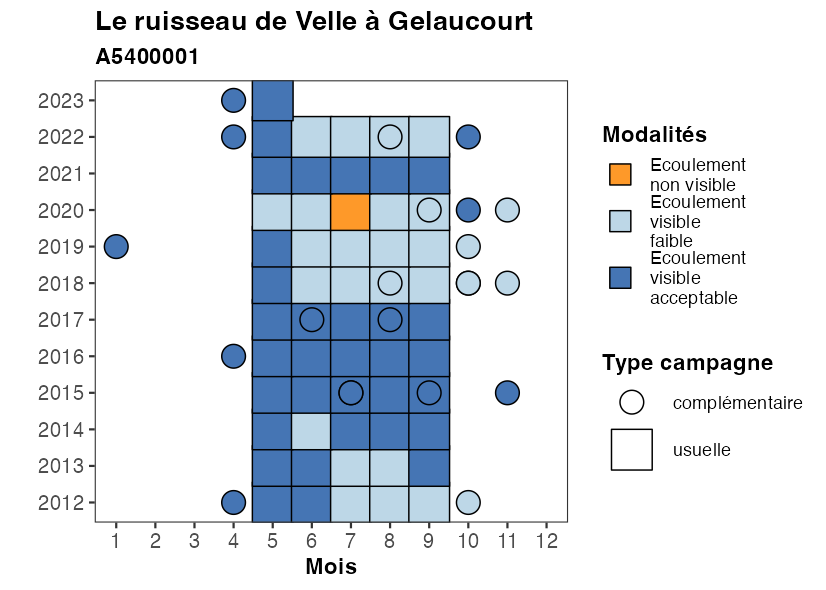 Le ruisseau de Velle à Gelaucourt
A5400001
2023
2022
2021
2020
2019
2018
2017
2016
2015
2014
2013
2012
1 2 3 4 5 6 7 8 9 10 11 12
Mois
Modalités
Ecoulement
non visible
Ecoulement
visible
faible
Ecoulement
visible
acceptable
Type campagne
complémentaire
usuelle